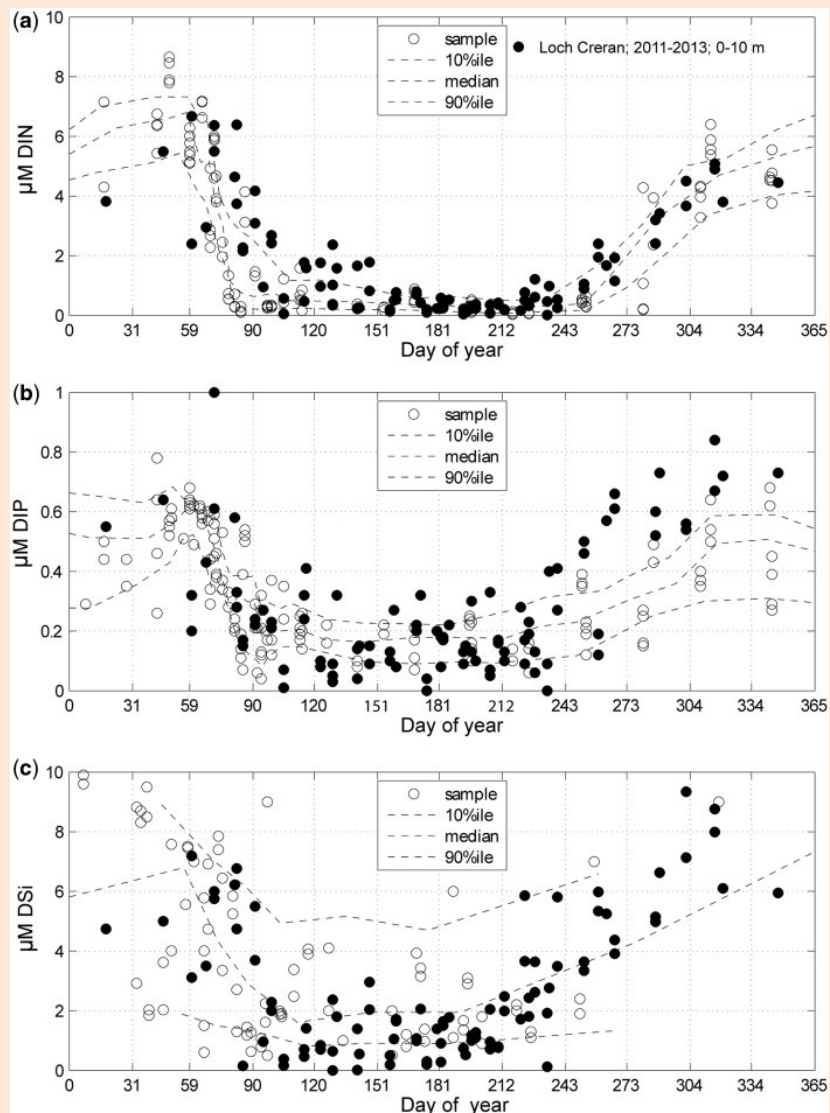 (a)
10
8
6
4
2
0
µM DIN
sample
10%ile
median
90%ile
Loch Creran; 2011-2013; 0-10 m
0 31 59 90 120 151 181 212 243 273 304 334 365
Day of year
(b)
1
0.8
0.6
0.4
0.2
0
µM DIP
sample
10%ile
median
90%ile
0 31 59 90 120 151 181 212 243 273 304 334 365
Day of year
(c)
10
8
6
4
2
0
µM DSi
sample
10%ile
median
90%ile
0 31 59 90 120 151 181 212 243 273 304 334 365
Day of year